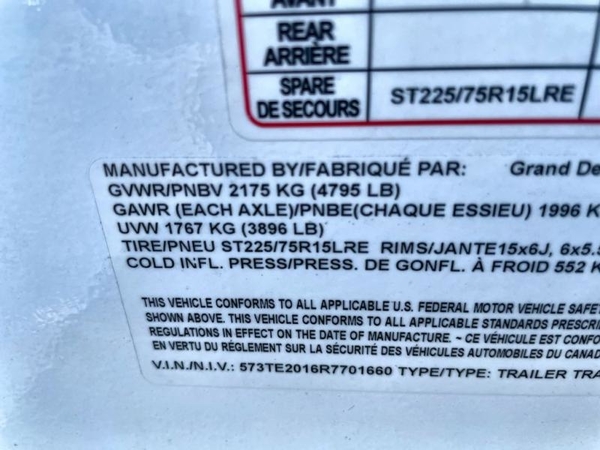 AVANT
REAR
ARRIÈRE
SPARE
DE SECOURS
ST225/75R15LRE
MANUFACTURED BY/FABRIQUÉ PAR: Grand De
GVWR/PNBV 2175 KG (4795 LB)
GAWR (EACH AXLE)/PNBE(CHAQUE ESSIEU) 1996 K
UVW 1767 KG (3896 LB)
TIRE/PNEU ST225/75R15LRE RIMS/JANTE15x6J, 6x5.5
COLD INFL. PRESS/PRESS. DE GONFL. À FROID 552 K
THIS VEHICLE CONFORMS TO ALL APPLICABLE U.S. FEDERAL MOTOR VEHICLE SAFE
SHOWN ABOVE. THIS VEHICLE CONFORMS TO ALL APPLICABLE STANDARDS PRESCRI
REGULATIONS IN EFFECT ON THE DATE OF MANUFACTURE. ~ CE VÉHICULE EST CONFO
EN VERTU DU RÉGLEMENT SUR LA SÉCURITÉ DES VÉHICULES AUTOMOBILES DU CANAD
V.I.N./N.I.V.: 573TE2016R7701660 TYPE/TYPE: TRAILER TRA